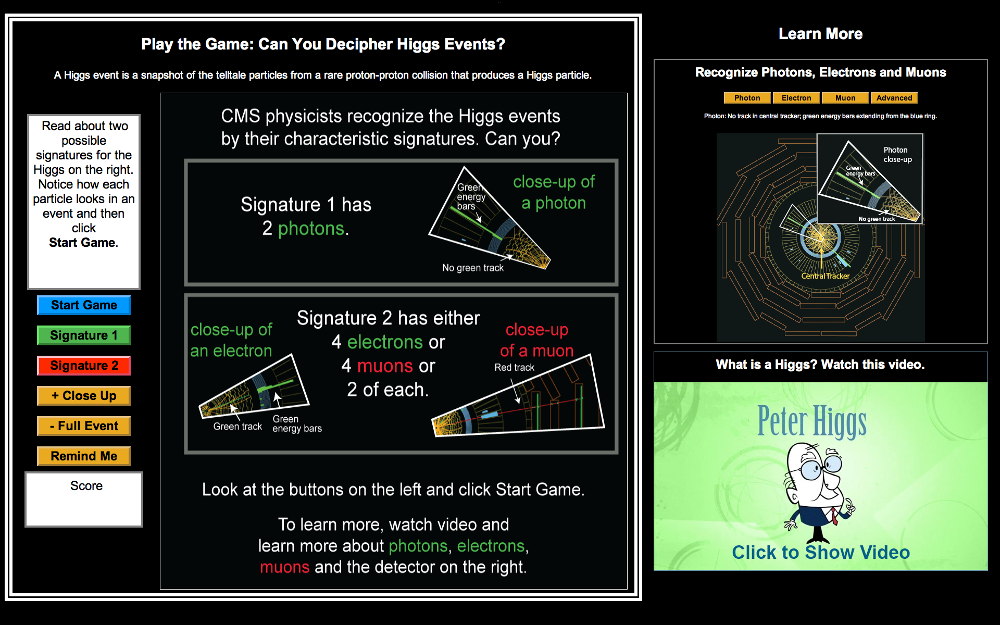 Play the Game: Can You Decipher Higgs Events?
A Higgs event is a snapshot of the telltale particles from a rare proton-proton collision that produces a Higgs particle.
Read about two
possible
signatures for the
Higgs on the right.
Notice how each
particle looks in an
event and then
click
Start Game.
Start Game
Signature 1
Signature 2
+ Close Up
- Full Event
Remind Me
Score
CMS physicists recognize the Higgs events
by their characteristic signatures. Can you?
Signature 1 has
2 photons.
Green
energy
bars
close-up of
a photon
No green track
close-up of
an electron
Green track
Green
energy bars
Signature 2 has either
4 electrons or
4 muons or
2 of each.
close-up
of a muon
Red track
Look at the buttons on the left and click Start Game.
To learn more, watch video and
learn more about photons, electrons,
muons and the detector on the right.
Learn More
Recognize Photons, Electrons and Muons
Photon
Electron
Muon
Advanced
Photon: No track in central tracker; green energy bars extending from the blue ring.
Photon
close-up
Green
energy bars
No green track
Central Tracker
What is a Higgs? Watch this video.
Peter Higgs
Click to Show Video